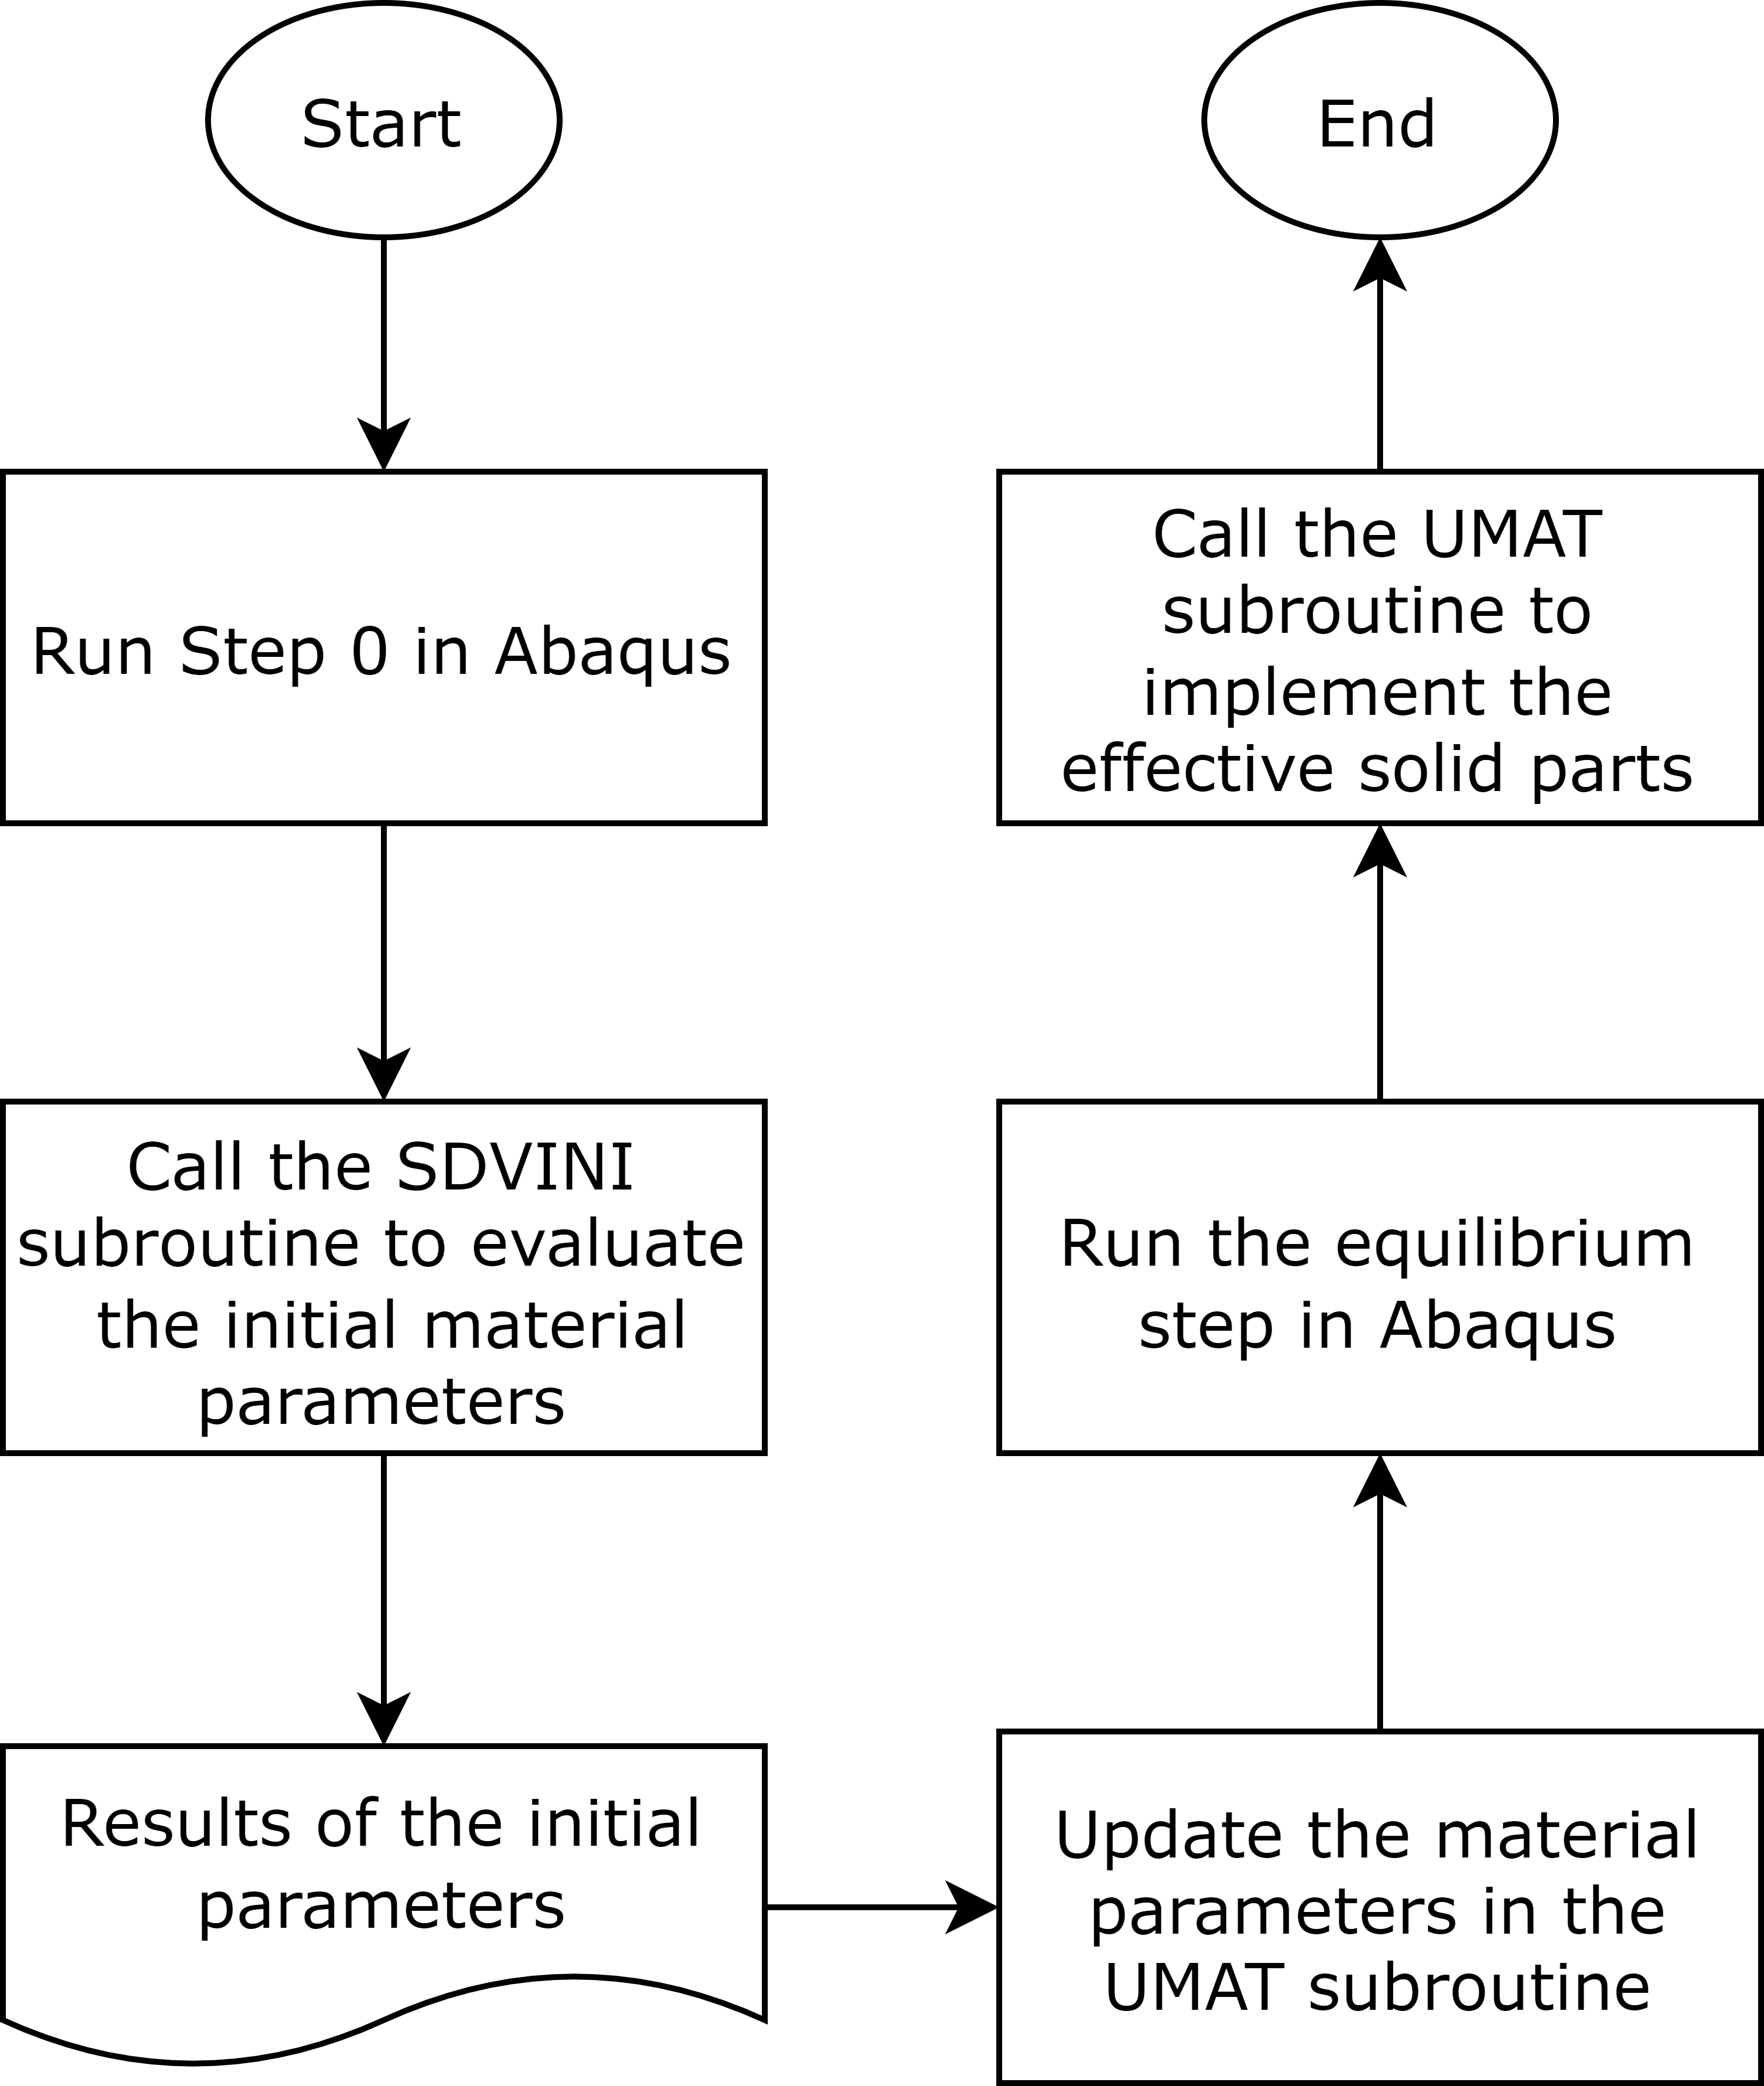 Start
Run Step 0 in Abaqus
Call the SDVINI
subroutine to evaluate
the initial material
parameters
Results of the initial
parameters
Update the material
parameters in the
UMAT subroutine
Run the equilibrium
step in Abaqus
Call the UMAT
subroutine to
implement the
effective solid parts
End